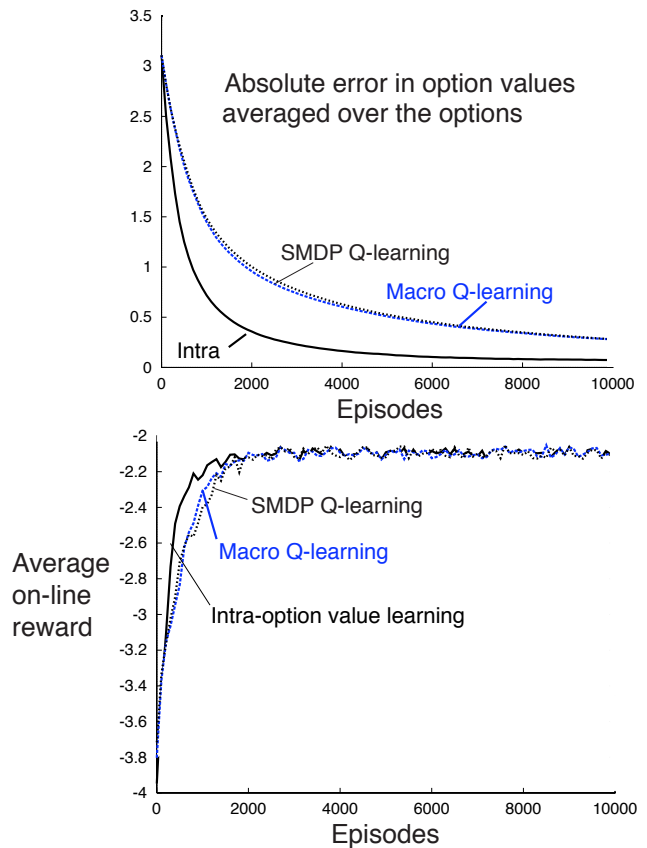 3.5
3
2.5
2
1.5
1
0.5
0
Absolute error in option values
averaged over the options
SMDP Q-learning
Macro Q-learning
Intra
0 2000 4000 6000 8000 10000
Episodes
-2
-2.2
-2.4
-2.6
-2.8
-3
-3.2
-3.4
-3.6
-3.8
-4
SMDP Q-learning
Macro Q-learning
Average
on-line
reward
Intra-option value learning
0 2000 4000 6000 8000 10000
Episodes